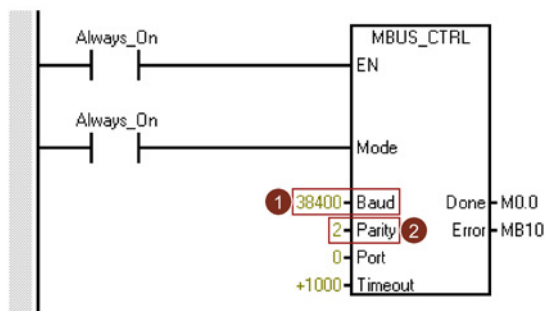 Always_On
MBUS_CTRL
EN
Always_On
Mode
1 38400 Baud Done M0.0
2 Parity 2 Error MB10
0 Port
+1000 Timeout